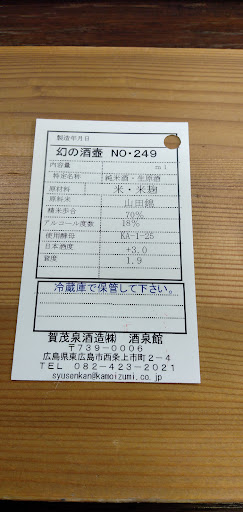 製造年月日
幻の酒壷 NO・249
内容量 ml
特定名称 純米酒・生原酒
原材料 米・米麹
原料米 山田錦
精米歩合 70%
アルコール度数 18%
使用酵母 KA-1-25
日本酒度 +3.0
酸度 1.9
冷蔵庫で保管して下さい。
賀茂泉酒造㈱ 酒泉館
〒739-0006
広島県東広島市西条上市町2-4
TEL 082-423-2021
syusenkan@kamoizumi.co.jp